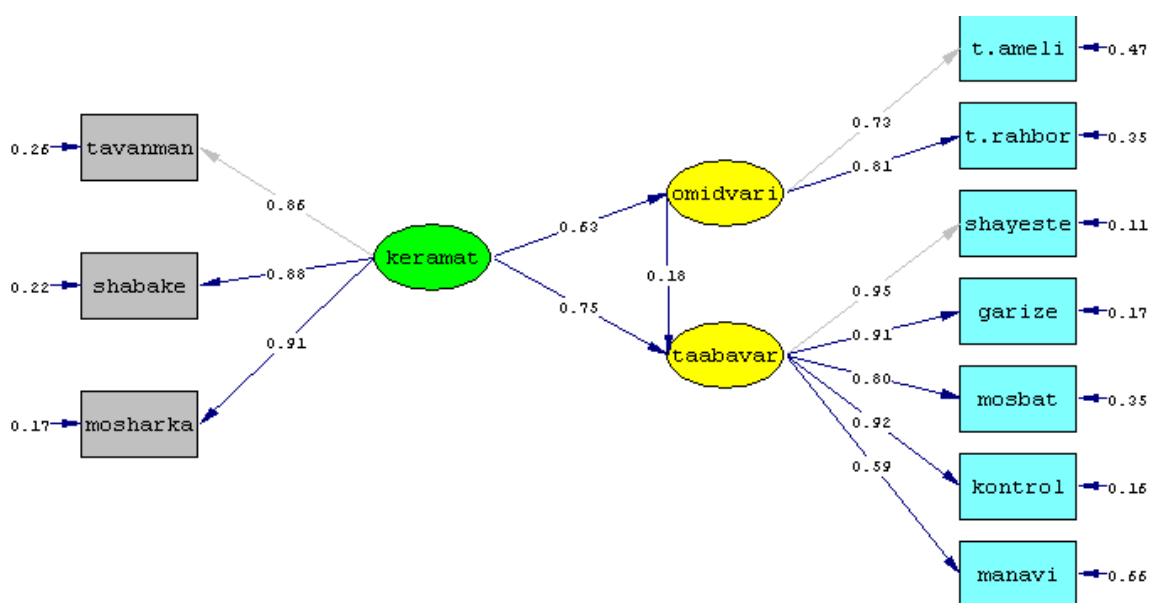 t.ameli
0.47
t.rahbor
0.35
0.73
0.81
0.26
tavanman
0.86
omidvari
shayeste
0.11
0.63
keramat
0.18
0.95
0.22
shabake
0.88
0.75
garize
0.17
0.91
0.91
taabavar
0.80
mosbat
0.35
0.17
mosharka
0.92
0.59
kontrol
0.16
manavi
0.66